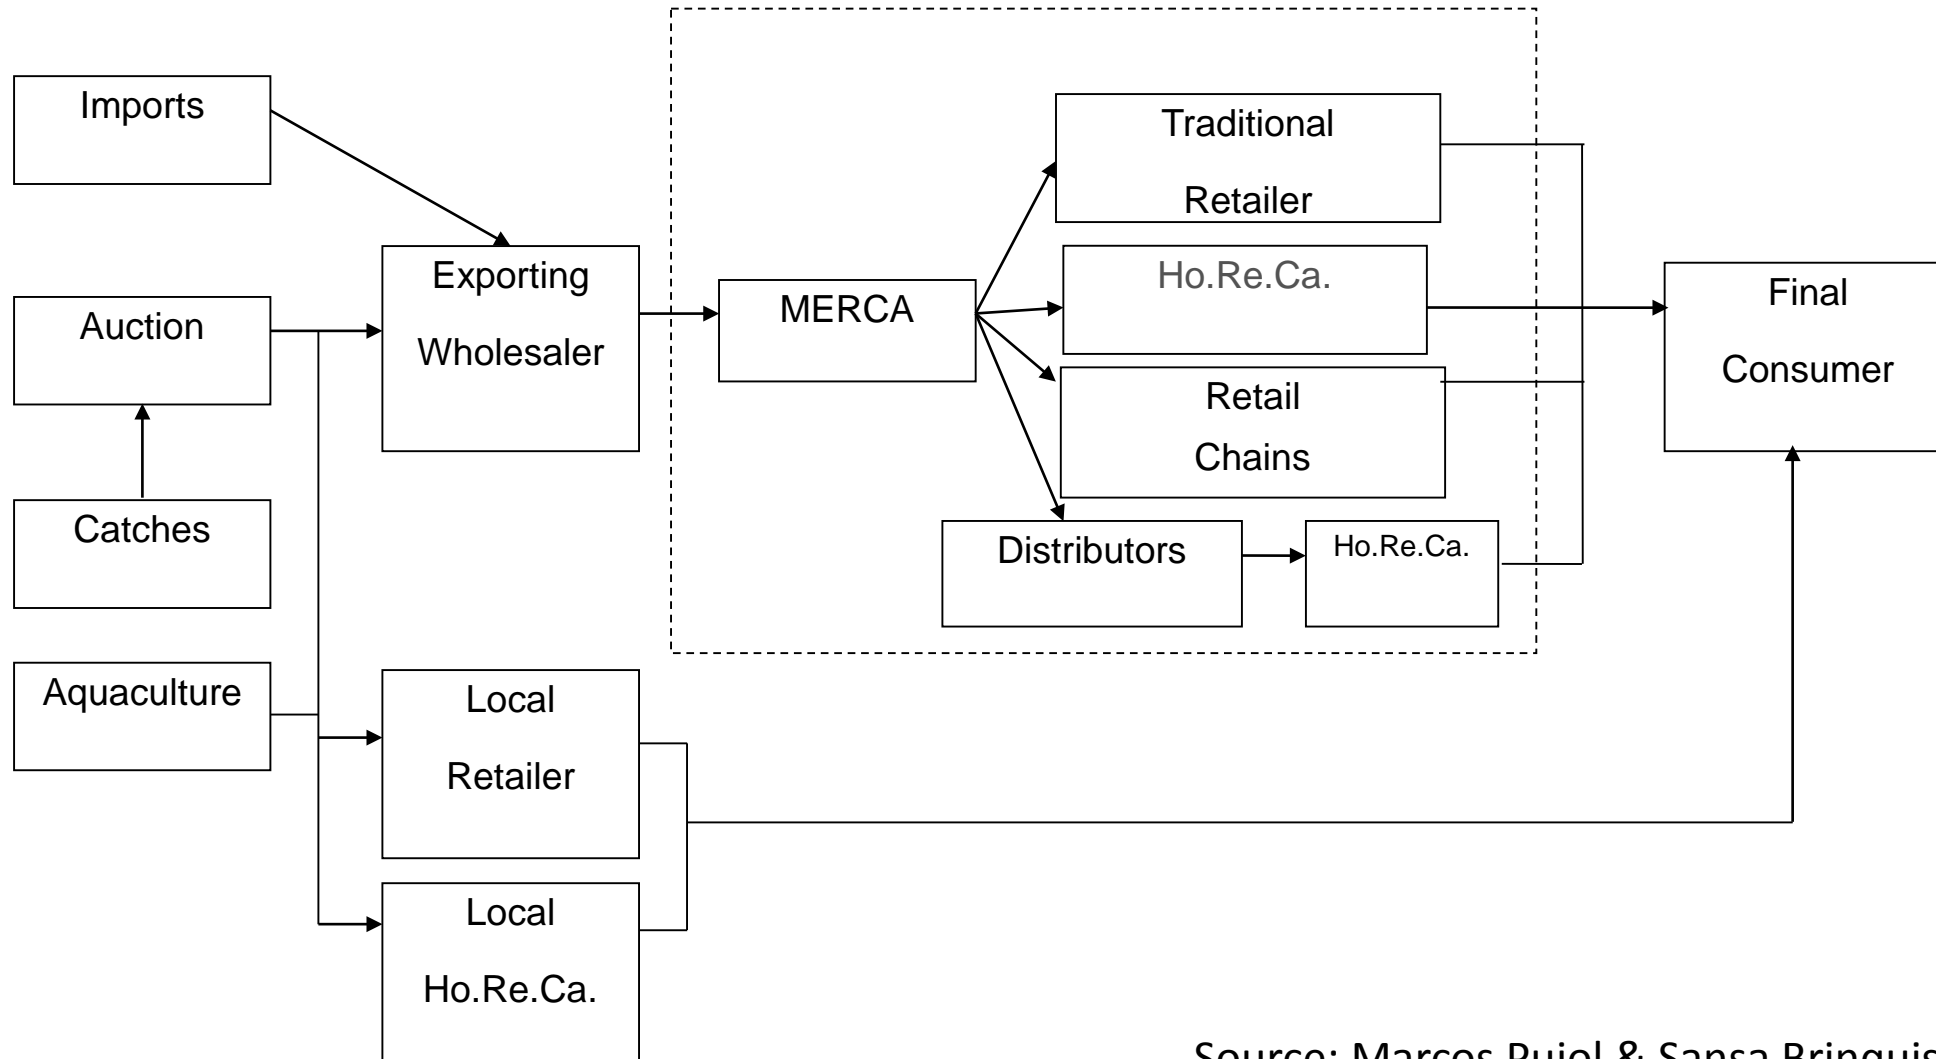 Imports
Auction
Catches
Aquaculture
Exporting
Wholesaler
Local
Retailer
Local
Ho.Re.Ca.
MERCA
Traditional
Retailer
Ho.Re.Ca.
Retail
Chains
Distributors
Ho.Re.Ca.
Final
Consumer
Source: Marcos Pujol & Sansa Brinquis